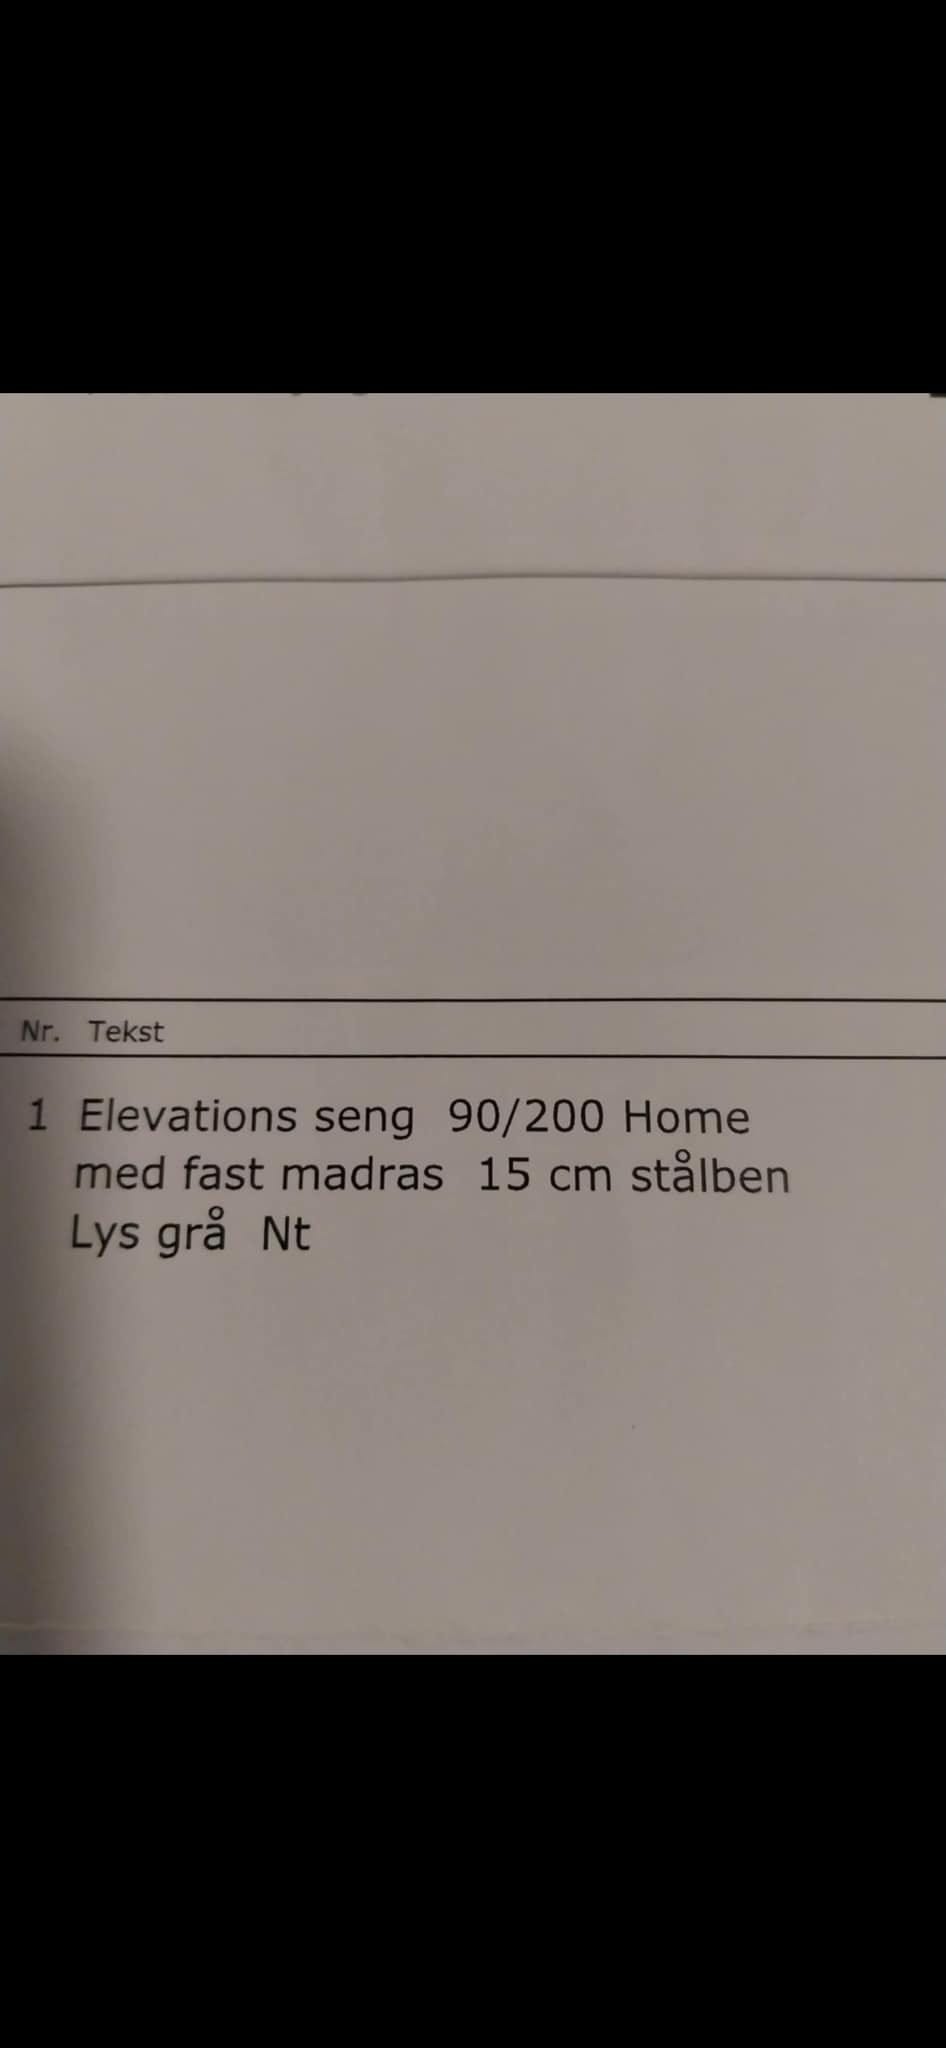 Nr. Tekst
1 Elevations seng 90/200 Home
med fast madras 15 cm stålben
Lys grå Nt